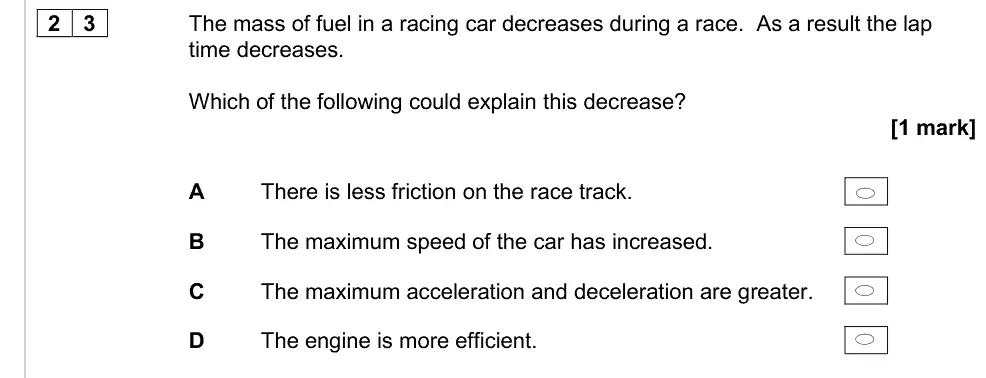 2 3 The mass of fuel in a racing car decreases during a race. As a result the lap
time decreases.
Which of the following could explain this decrease?
[1 mark]
A There is less friction on the race track.
B The maximum speed of the car has increased.
C The maximum acceleration and deceleration are greater.
D The engine is more efficient.